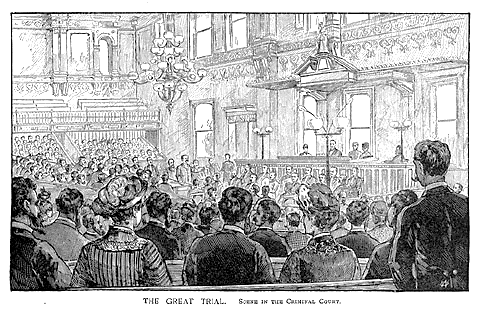 THE GREAT TRIAL. SCENE IN THE CRIMINAL COURT.